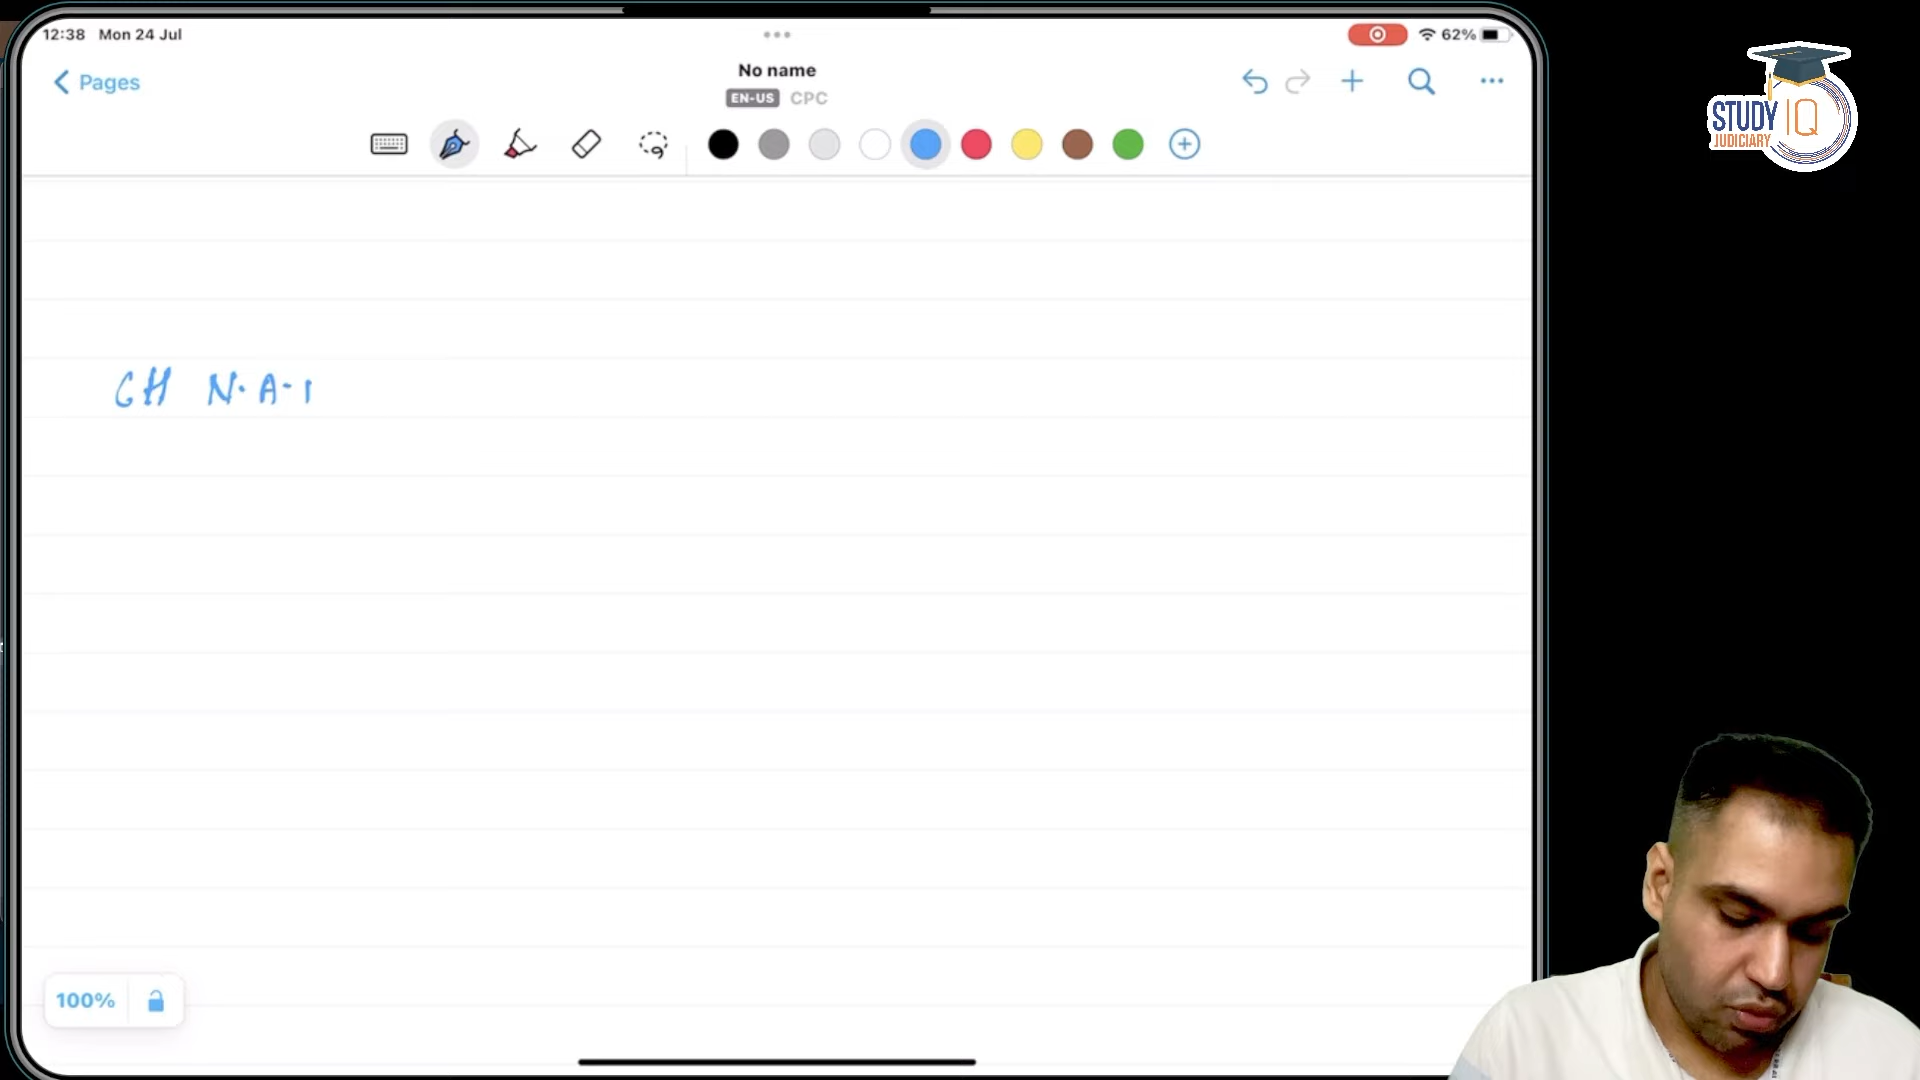 12:38 Mon 24 Jul
62%
Pages
No name
EN-US CPC
STUDY IQ
JUDICIARY
CH N.A-1
100%